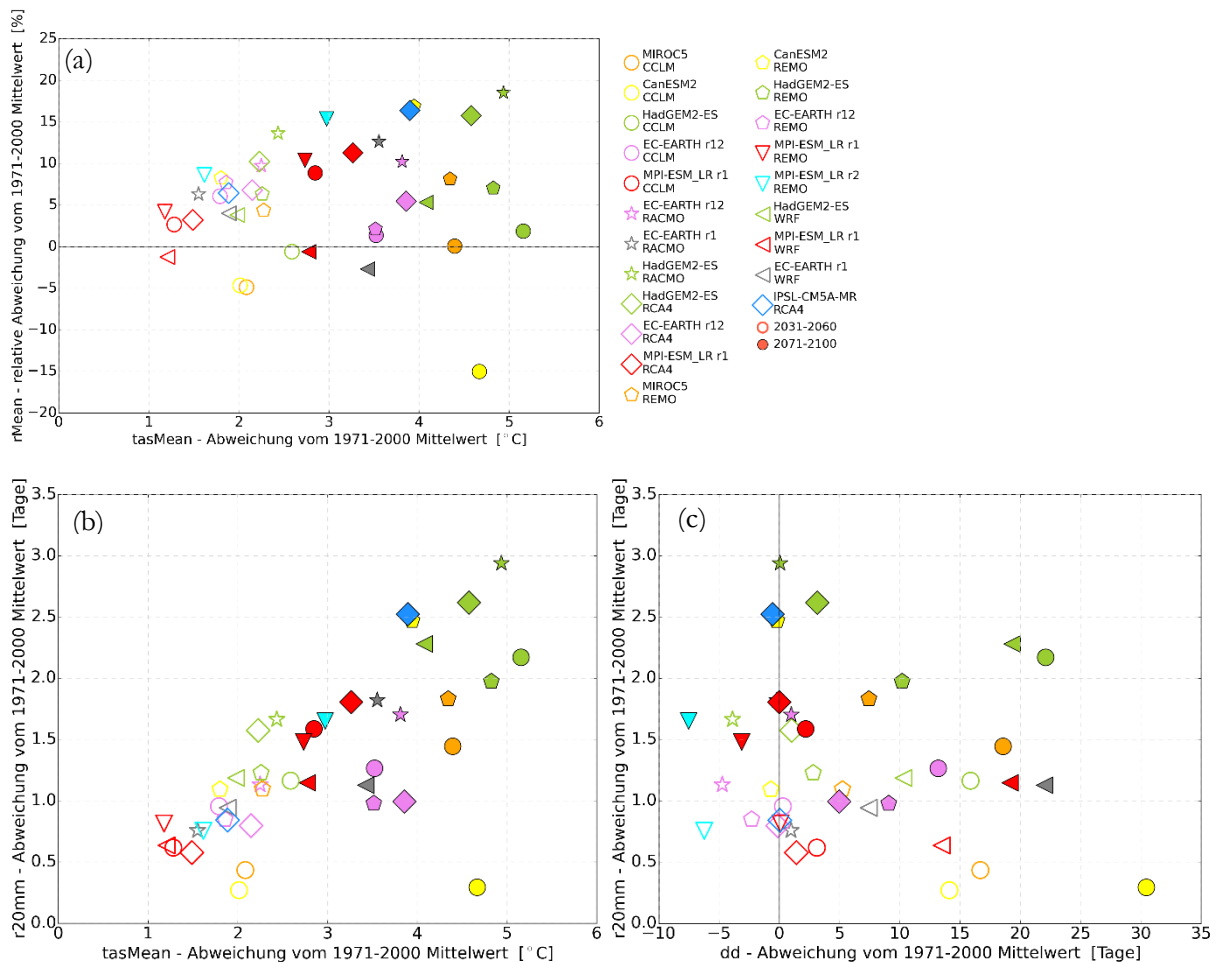 (a)
rMean - relative Abweichung vom 1971-2000 Mittelwert [%]
25
20
15
10
5
0
−5
−10
−15
−20
0 1 2 3 4 5 6
tasMean - Abweichung vom 1971-2000 Mittelwert [°C]
MIROC5
CCLM
CanESM2
CCLM
HadGEM2-ES
CCLM
EC-EARTH r12
CCLM
MPI-ESM_LR r1
CCLM
EC-EARTH r12
RACMO
EC-EARTH r1
RACMO
HadGEM2-ES
RACMO
HadGEM2-ES
RCA4
EC-EARTH r12
RCA4
MPI-ESM_LR r1
RCA4
MIROC5
REMO
CanESM2
REMO
HadGEM2-ES
REMO
EC-EARTH r12
REMO
MPI-ESM_LR r1
REMO
MPI-ESM_LR r2
REMO
HadGEM2-ES
WRF
MPI-ESM_LR r1
WRF
EC-EARTH r1
WRF
IPSL-CM5A-MR
RCA4
2031-2060
2071-2100
(b)
r20mm - Abweichung vom 1971-2000 Mittelwert [Tage]
3.5
3.0
2.5
2.0
1.5
1.0
0.5
0.0
0 1 2 3 4 5 6
tasMean - Abweichung vom 1971-2000 Mittelwert [°C]
(c)
r20mm - Abweichung vom 1971-2000 Mittelwert [Tage]
3.5
3.0
2.5
2.0
1.5
1.0
0.5
0.0
−10 −5 0 5 10 15 20 25 30 35
dd - Abweichung vom 1971-2000 Mittelwert [Tage]